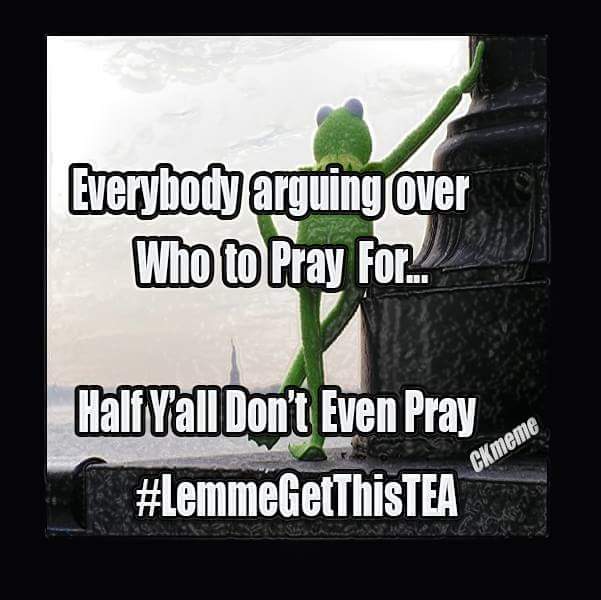 Everybody arguing over
Who to Pray For...
Half Y'all Don't Even Pray
CKmeme
#LemmeGetThisTEA